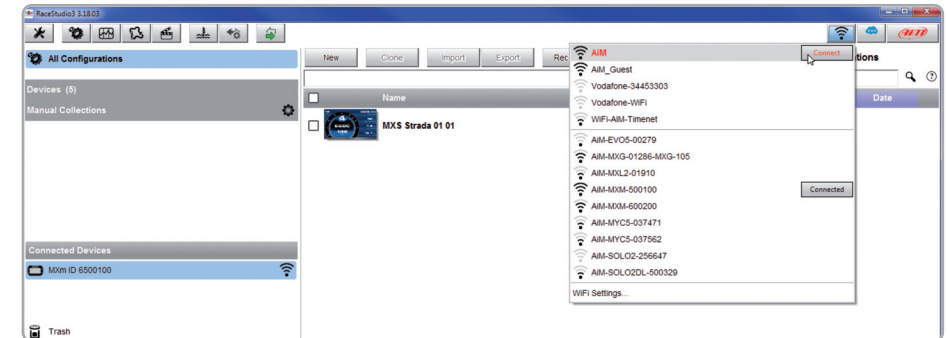 RaceStudio3 3.18.03
All Configurations
Devices (5)
Manual Collections
Connected Devices
MXm ID 6500100
Trash
New Clone Import Export Rec
tions
Name Date
MXS Strada 01 01
AiM Connect
AiM_Guest
Vodafone-34453303
Vodafone-WiFi
WiFi-AIM-Timenet
AiM-EVO5-00279
AiM-MXG-01286-MXG-105
AiM-MXL2-01910
AiM-MXM-500100 Connected
AiM-MXM-600200
AiM-MYC5-037471
AiM-MYC5-037562
AiM-SOLO2-256647
AiM-SOLO2DL-500329
WiFi Settings...